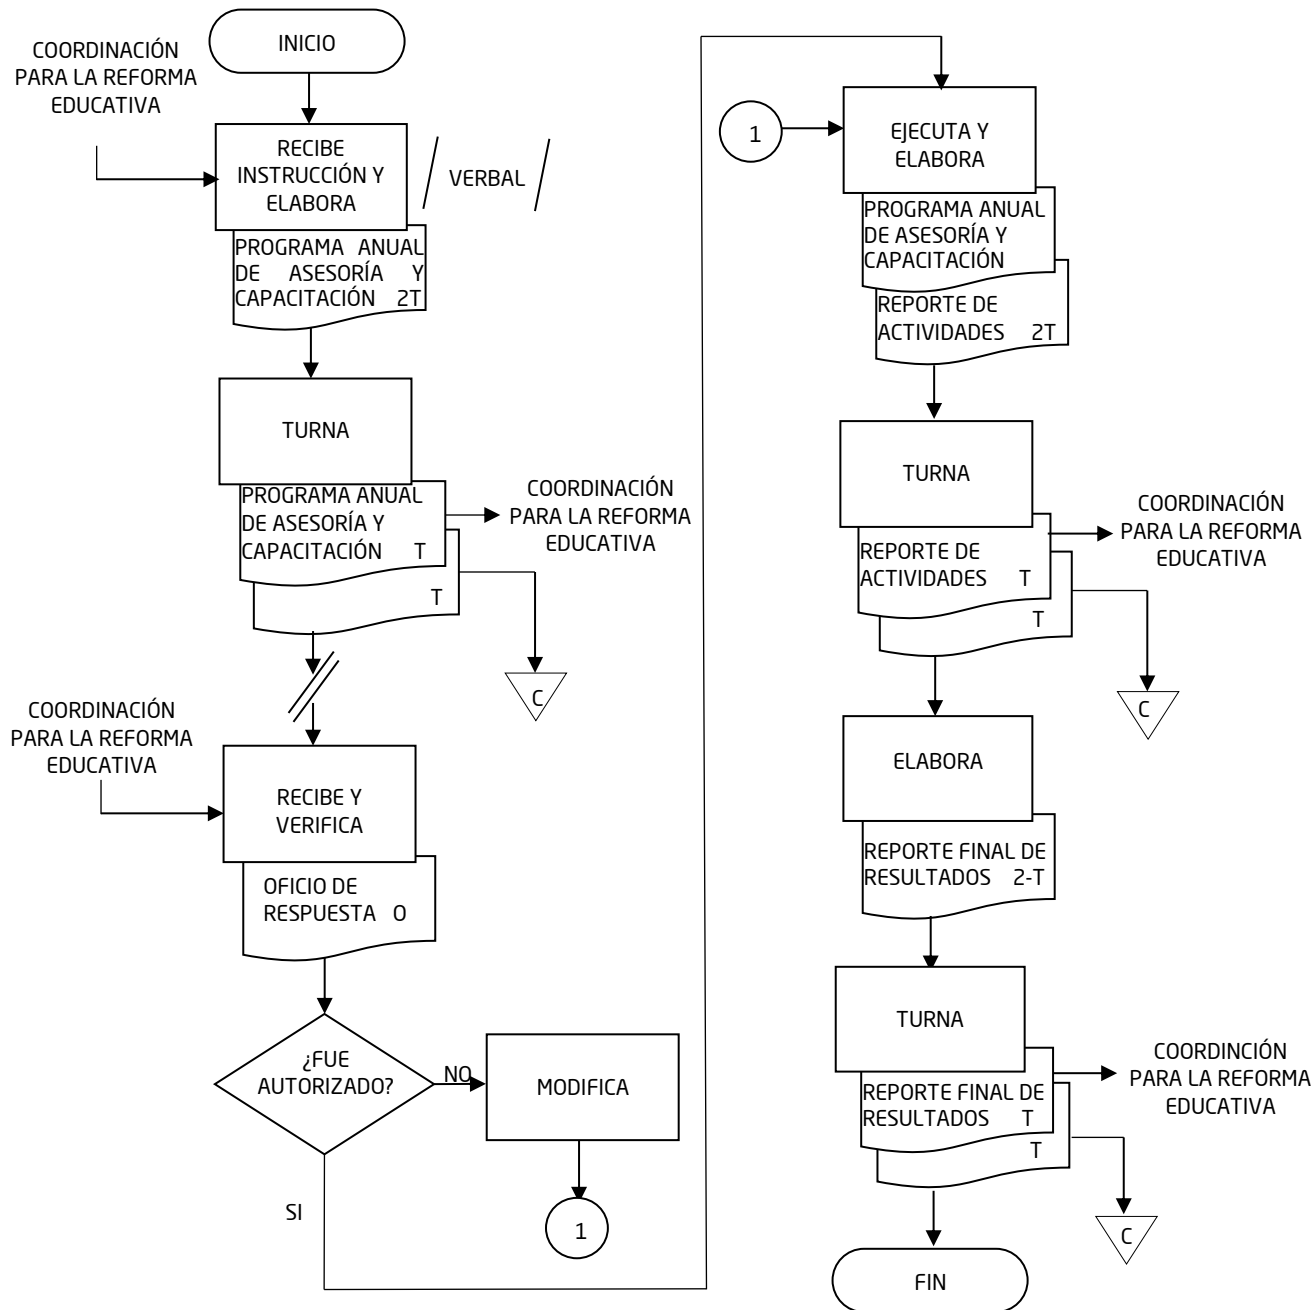 INICIO
COORDINACIÓN
PARA LA REFORMA
EDUCATIVA
RECIBE
INSTRUCCIÓN Y
ELABORA
VERBAL
PROGRAMA ANUAL
DE ASESORÍA Y
CAPACITACIÓN 2T
TURNA
PROGRAMA ANUAL
DE ASESORÍA Y
CAPACITACIÓN T
T
COORDINACIÓN
PARA LA REFORMA
EDUCATIVA
C
COORDINACIÓN
PARA LA REFORMA
EDUCATIVA
RECIBE Y
VERIFICA
OFICIO DE
RESPUESTA O
¿FUE
AUTORIZADO?
NO
MODIFICA
1
SI
1
EJECUTA Y
ELABORA
PROGRAMA ANUAL
DE ASESORÍA Y
CAPACITACIÓN
REPORTE DE
ACTIVIDADES 2T
TURNA
REPORTE DE
ACTIVIDADES T
T
COORDINACIÓN
PARA LA REFORMA
EDUCATIVA
C
ELABORA
REPORTE FINAL DE
RESULTADOS 2-T
TURNA
REPORTE FINAL DE
RESULTADOS T
T
COORDINCIÓN
PARA LA REFORMA
EDUCATIVA
C
FIN